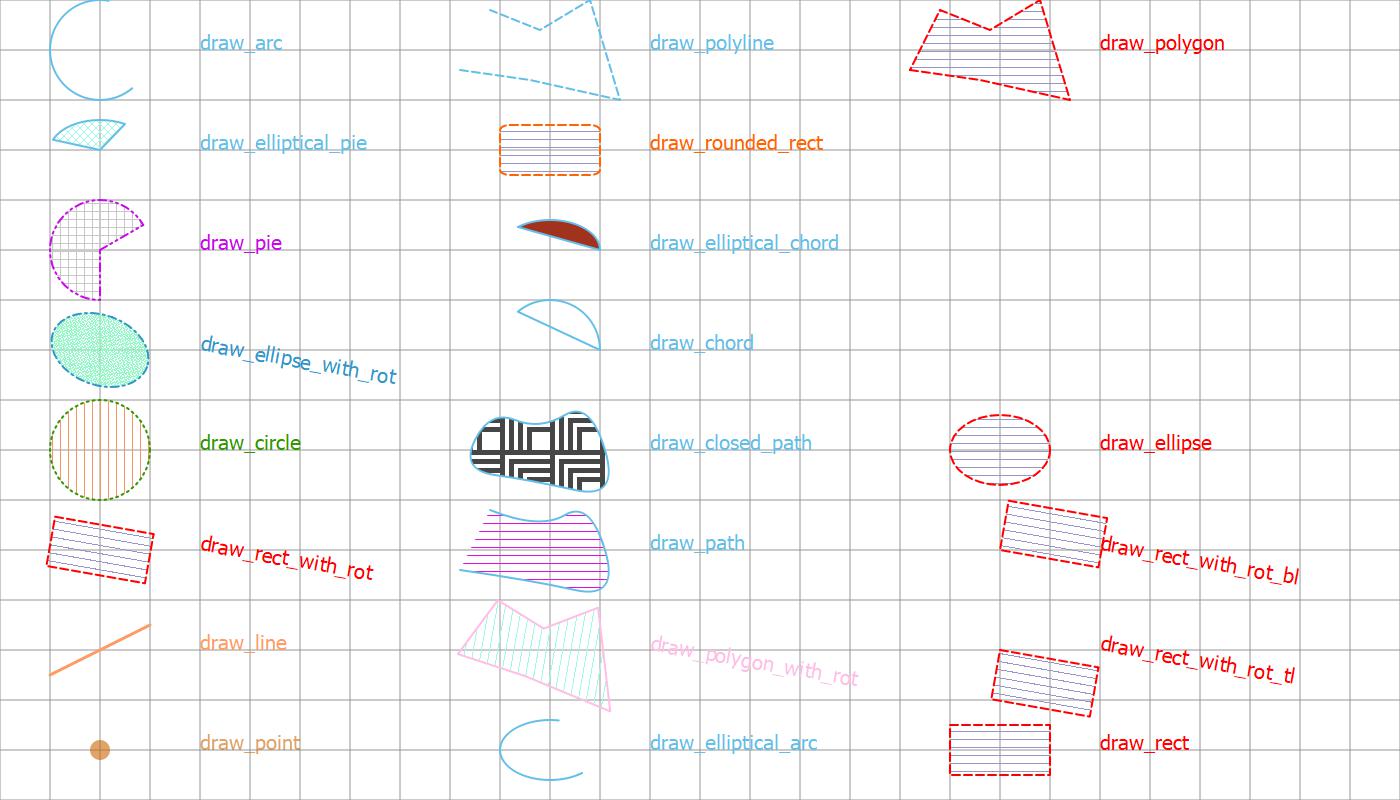 draw_arc
draw_polyline
draw_polygon
draw_elliptical_pie
draw_rounded_rect
draw_pie
draw_elliptical_chord
draw_ellipse_with_rot
draw_chord
draw_circle
draw_closed_path
draw_ellipse
draw_rect_with_rot
draw_path
draw_rect_with_rot_bl
draw_line
draw_polygon_with_rot
draw_rect_with_rot_tl
draw_point
draw_elliptical_arc
draw_rect